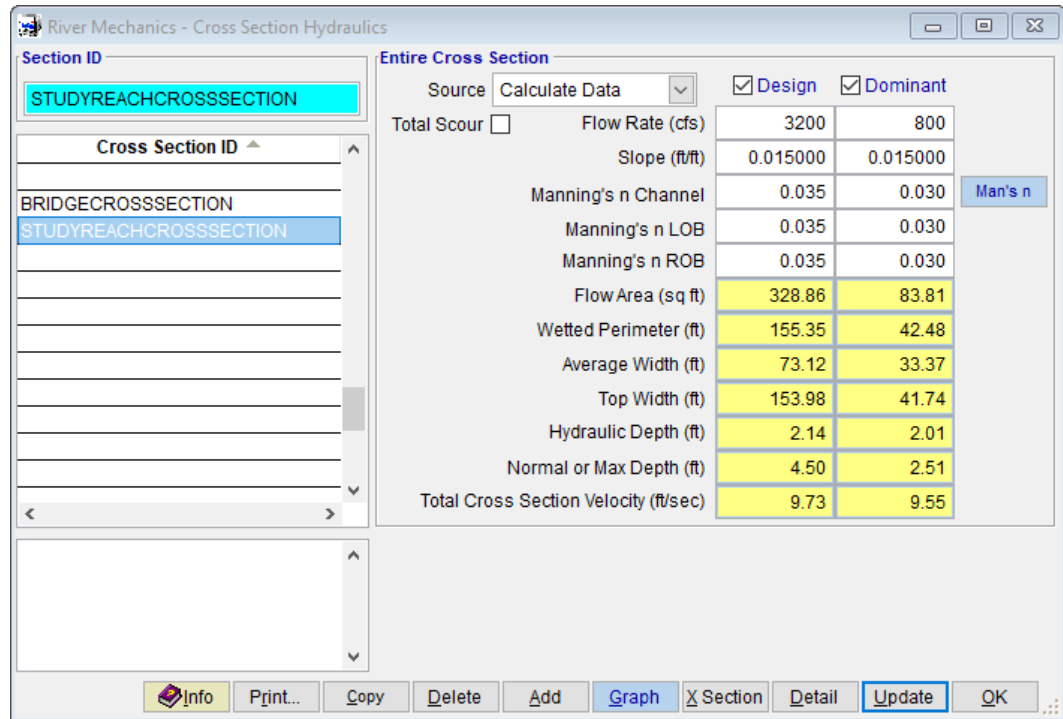 River Mechanics - Cross Section Hydraulics
Section ID
STUDYREACHCROSSSECTION
Cross Section ID
BRIDGECROSSSECTION
STUDYREACHCROSSSECTION
Entire Cross Section
Source Calculate Data Design Dominant
Total Scour Flow Rate (cfs) 3200 800
Slope (ft/ft) 0.015000 0.015000
Manning's n Channel 0.035 0.030 Man's n
Manning's n LOB 0.035 0.030
Manning's n ROB 0.035 0.030
Flow Area (sq ft) 328.86 83.81
Wetted Perimeter (ft) 155.35 42.48
Average Width (ft) 73.12 33.37
Top Width (ft) 153.98 41.74
Hydraulic Depth (ft) 2.14 2.01
Normal or Max Depth (ft) 4.50 2.51
Total Cross Section Velocity (ft/sec) 9.73 9.55
Info Print... Copy Delete Add Graph X Section Detail Update OK